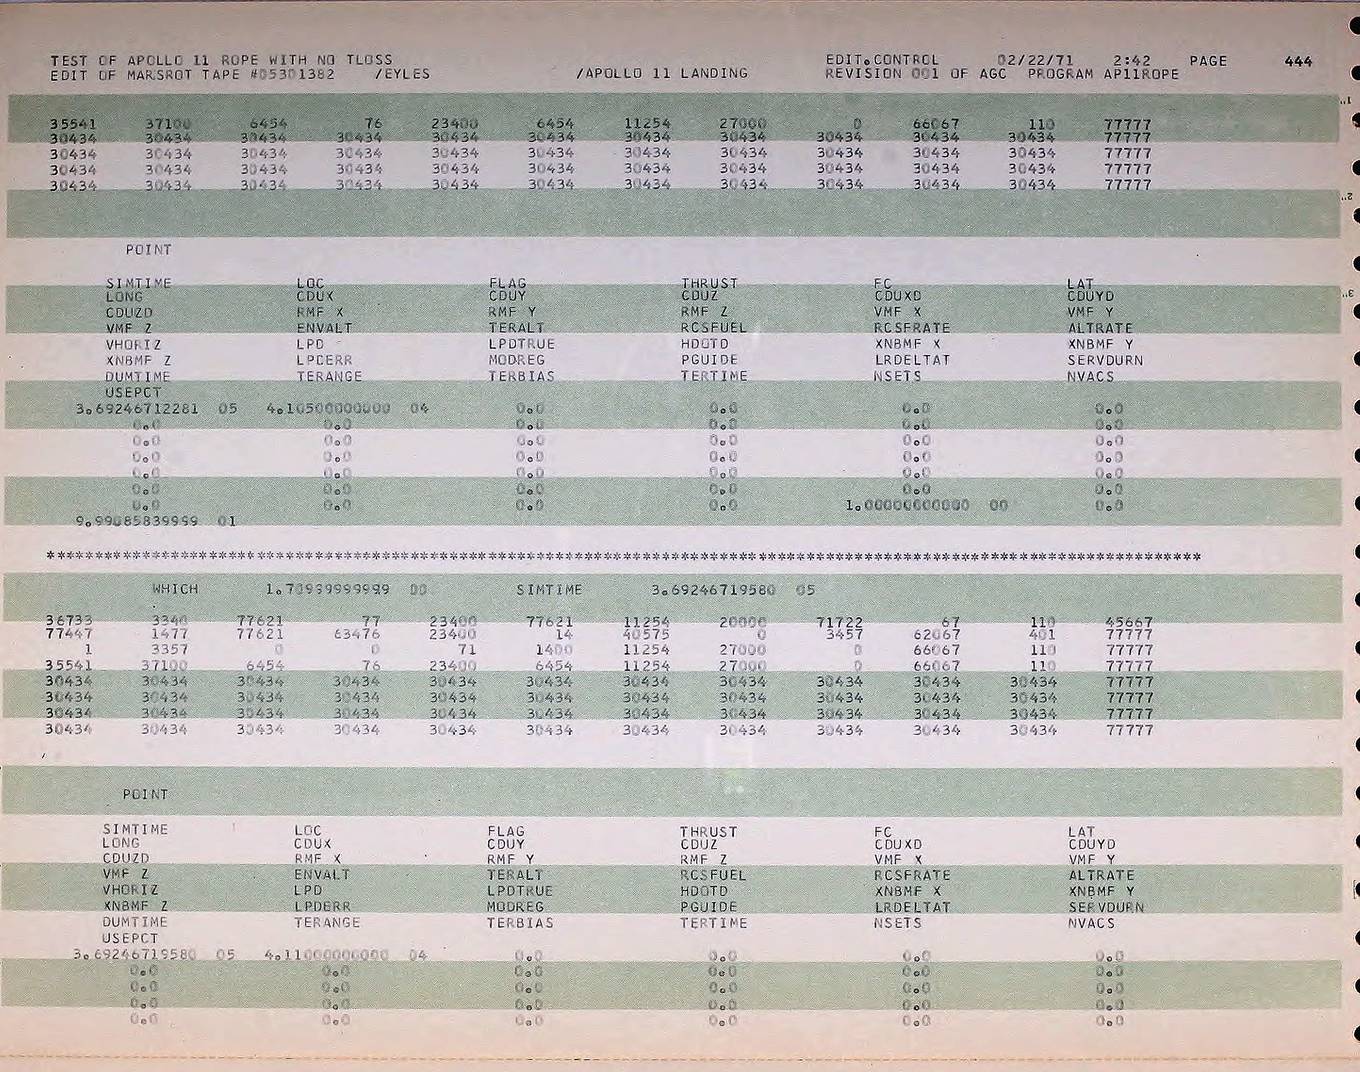 TEST OF APOLLO 11 ROPE WITH NO TLOSS EDIT.CONTROL 02/22/71 2:42 PAGE 444
EDIT OF MARSROT TAPE #05301382 /EYLES /APOLLO 11 LANDING REVISION 001 OF AGC PROGRAM AP11ROPE
35541 37100 6454 76 23400 6454 11254 27000 0 66067 110 77777
30434 30434 30434 30434 30434 30434 30434 30434 30434 30434 30434 77777
30434 30434 30434 30434 30434 30434 30434 30434 30434 30434 30434 77777
30434 30434 30434 30434 30434 30434 30434 30434 30434 30434 30434 77777
30434 30434 30434 30434 30434 30434 30434 30434 30434 30434 30434 77777
POINT
SIMTIME LOC FLAG THRUST FC LAT
LONG CDUX CDUY CDUZ CDUXD CDUYD
CDUZD RMF X RMF Y RMF Z VMF X VMF Y
VMF Z ENVALT TERALT RCSFUEL RCSFRATE ALTRATE
VHORIZ LPD LPDTRUE HDOTD XNBMF X XNBMF Y
XNBMF Z LPDERR MODREG PGUIDE LRDELTAT SERVDURN
DUMTIME TERANGE TERBIAS TERTIME NSETS NVACS
USEPCT
3.69246712281 05 4.10500000000 04 0.0 0.0 0.0 0.0
0.0 0.0 0.0 0.0 0.0 0.0
0.0 0.0 0.0 0.0 0.0 0.0
0.0 0.0 0.0 0.0 0.0 0.0
0.0 0.0 0.0 0.0 0.0 0.0
0.0 0.0 0.0 0.0 0.0 0.0
0.0 0.0 0.0 0.0 1.00000000000 00 0.0
9.99085839999 01
************************************************************************************************************************
WHICH 1.70999999999 00 SIMTIME 3.69246719580 05
36733 3340 77621 77 23400 77621 11254 20000 71722 67 110 45667
77447 1477 77621 63476 23400 14 40575 0 3457 62067 401 77777
1 3357 0 0 71 1400 11254 27000 0 66067 110 77777
35541 37100 6454 76 23400 6454 11254 27000 0 66067 110 77777
30434 30434 30434 30434 30434 30434 30434 30434 30434 30434 30434 77777
30434 30434 30434 30434 30434 30434 30434 30434 30434 30434 30434 77777
30434 30434 30434 30434 30434 30434 30434 30434 30434 30434 30434 77777
30434 30434 30434 30434 30434 30434 30434 30434 30434 30434 30434 77777
POINT
SIMTIME LOC FLAG THRUST FC LAT
LONG CDUX CDUY CDUZ CDUXD CDUYD
CDUZD RMF X RMF Y RMF Z VMF X VMF Y
VMF Z ENVALT TERALT RCSFUEL RCSFRATE ALTRATE
VHORIZ LPD LPDTRUE HDOTD XNBMF X XNBMF Y
XNBMF Z LPDERR MODREG PGUIDE LRDELTAT SERVDURN
DUMTIME TERANGE TERBIAS TERTIME NSETS NVACS
USEPCT
3.69246719580 05 4.11000000000 04 0.0 0.0 0.0 0.0
0.0 0.0 0.0 0.0 0.0 0.0
0.0 0.0 0.0 0.0 0.0 0.0
0.0 0.0 0.0 0.0 0.0 0.0
0.0 0.0 0.0 0.0 0.0 0.0